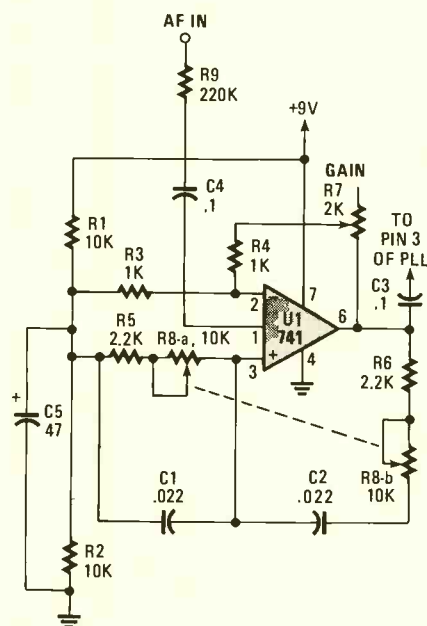 AF IN
R9
220K
+9V
GAIN
R7
2K
TO
PIN 3
OF PLL
C4
.1
R1
10K
R3
1K
R4
1K
C3
.1
2
7
6
U1
741
1
R5
2.2K
R8-a, 10K
+
3
4
R6
2.2K
+
C5
47
R8-b
10K
C1
.022
C2
.022
R2
10K